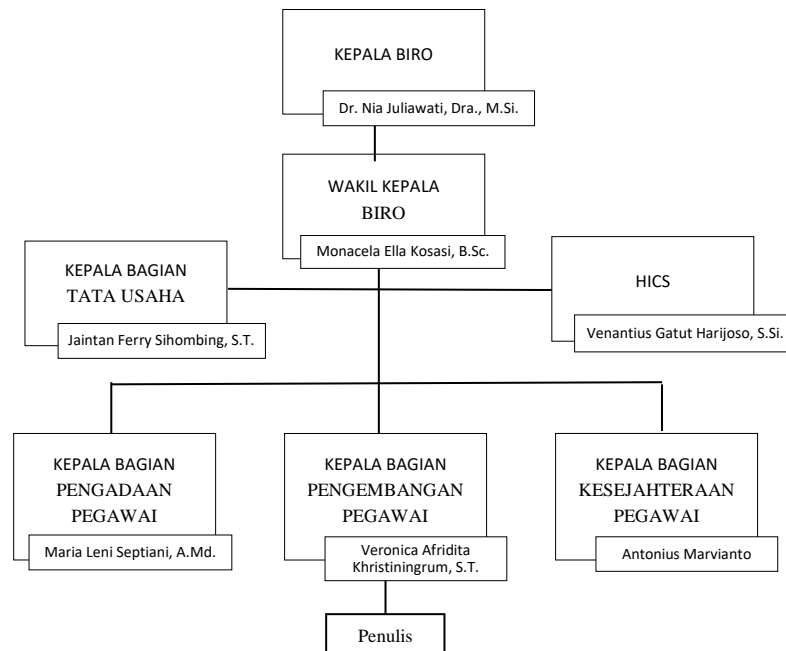 KEPALA BIRO
Dr. Nia Juliawati, Dra., M.Si.
WAKIL KEPALA
BIRO
Monacela Ella Kosasi, B.Sc.
KEPALA BAGIAN
TATA USAHA
Jaintan Ferry Sihombing, S.T.
HICS
Venantius Gatut Harijoso, S.Si.
KEPALA BAGIAN
PENGADAAN
PEGAWAI
Maria Leni Septiani, A.Md.
KEPALA BAGIAN
PENGEMBANGAN
PEGAWAI
Veronica Afridita
Khristiningrum, S.T.
KEPALA BAGIAN
KESEJAHTERAAN
PEGAWAI
Antonius Marvianto
Penulis